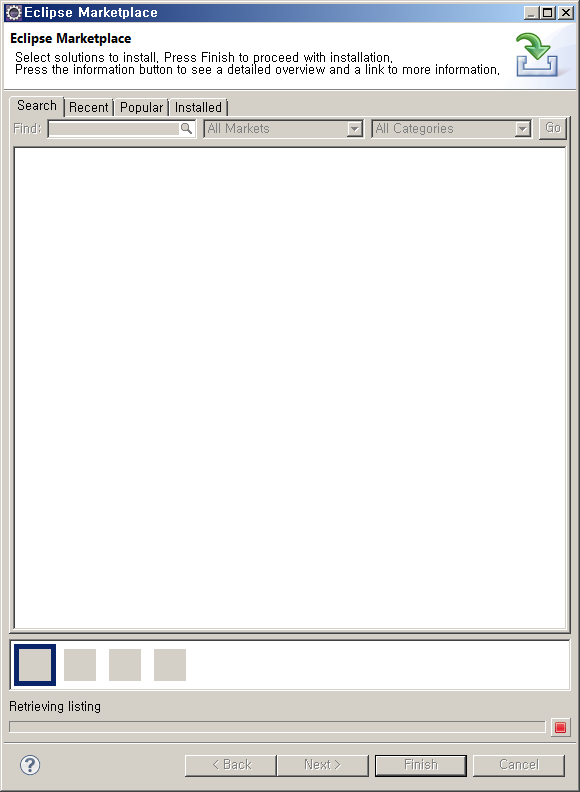 Eclipse Marketplace
Eclipse Marketplace
Select solutions to install. Press Finish to proceed with installation.
Press the information button to see a detailed overview and a link to more information.
Search Recent Popular Installed
Find: All Markets All Categories Go
Retrieving listing
? < Back Next > Finish Cancel